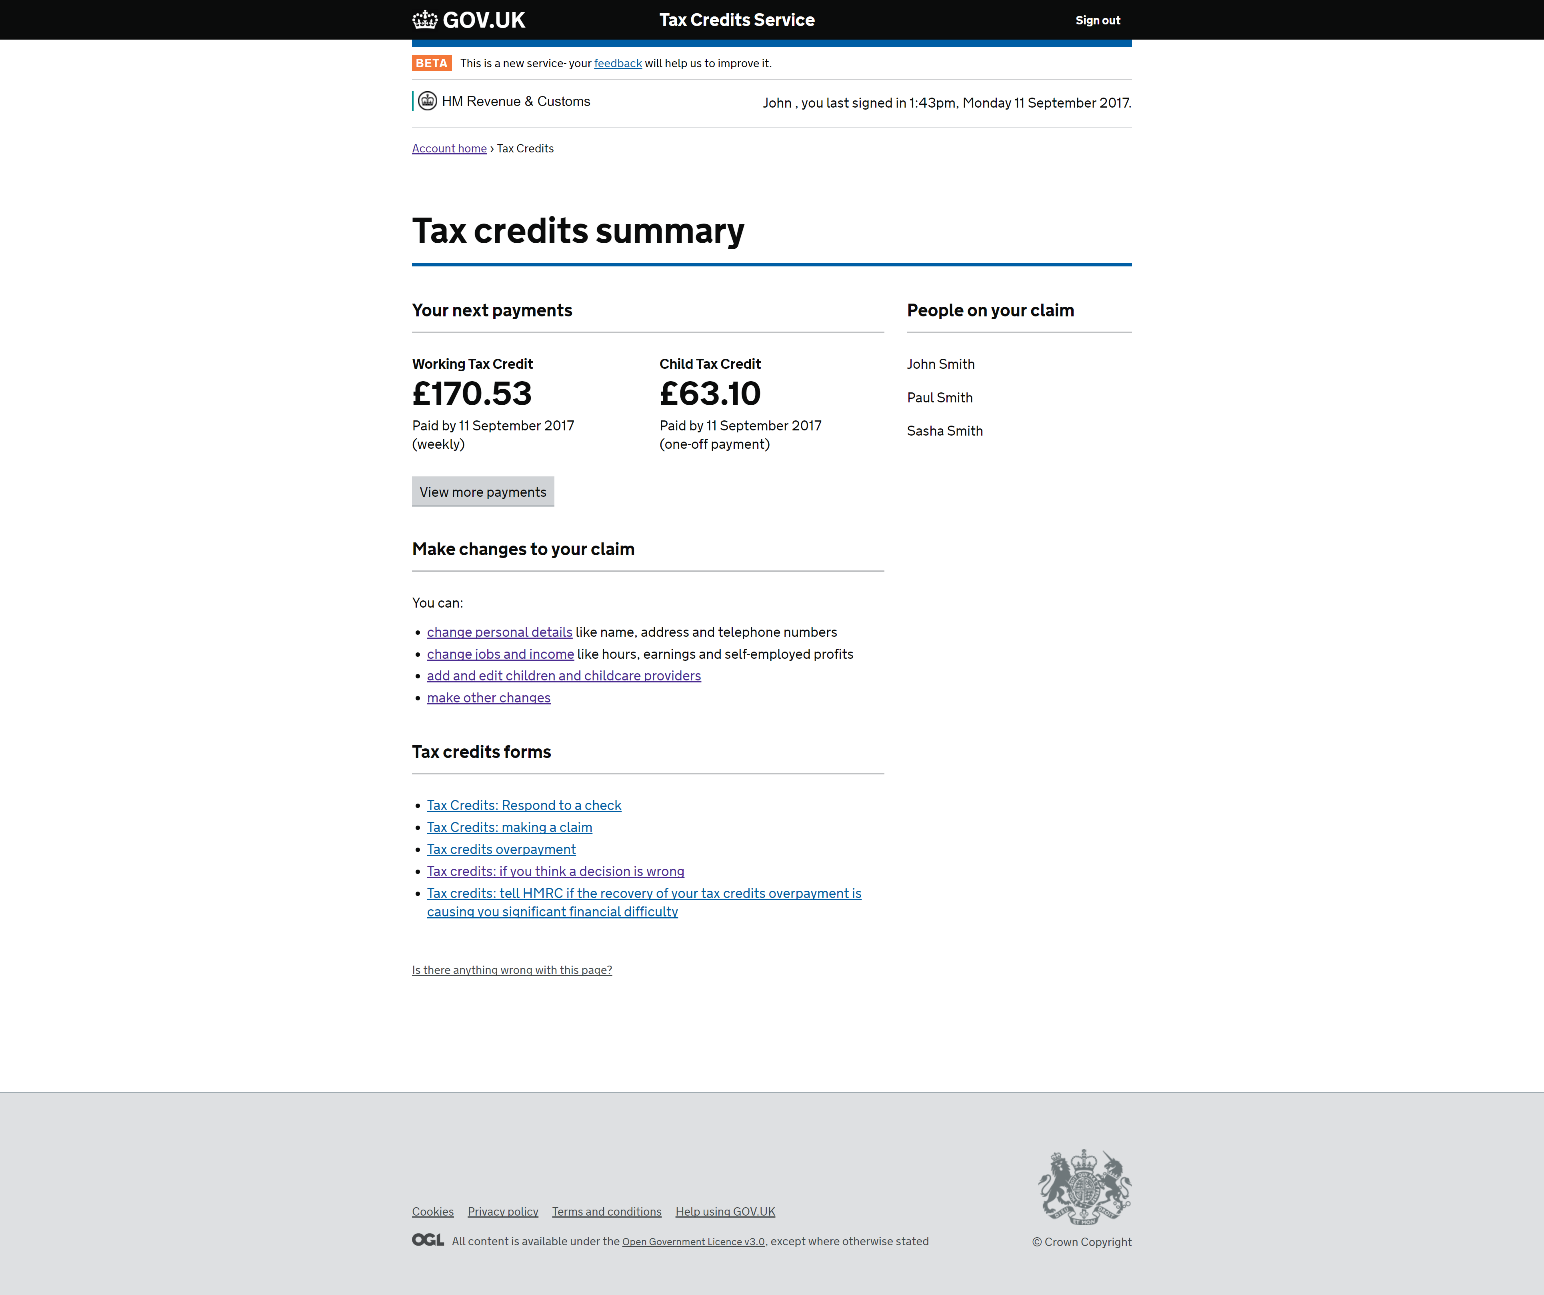 GOV.UK Tax Credits Service Sign out
BETA This is a new service- your feedback will help us to improve it.
HM Revenue & Customs John , you last signed in 1:43pm, Monday 11 September 2017.
Account home › Tax Credits
Tax credits summary
Your next payments
Working Tax Credit
£170.53
Paid by 11 September 2017
(weekly)
Child Tax Credit
£63.10
Paid by 11 September 2017
(one-off payment)
View more payments
People on your claim
John Smith
Paul Smith
Sasha Smith
Make changes to your claim
You can:
• change personal details like name, address and telephone numbers
• change jobs and income like hours, earnings and self-employed profits
• add and edit children and childcare providers
• make other changes
Tax credits forms
• Tax Credits: Respond to a check
• Tax Credits: making a claim
• Tax credits overpayment
• Tax credits: if you think a decision is wrong
• Tax credits: tell HMRC if the recovery of your tax credits overpayment is
causing you significant financial difficulty
Is there anything wrong with this page?
Cookies Privacy policy Terms and conditions Help using GOV.UK
OGL All content is available under the Open Government Licence v3.0, except where otherwise stated
© Crown Copyright